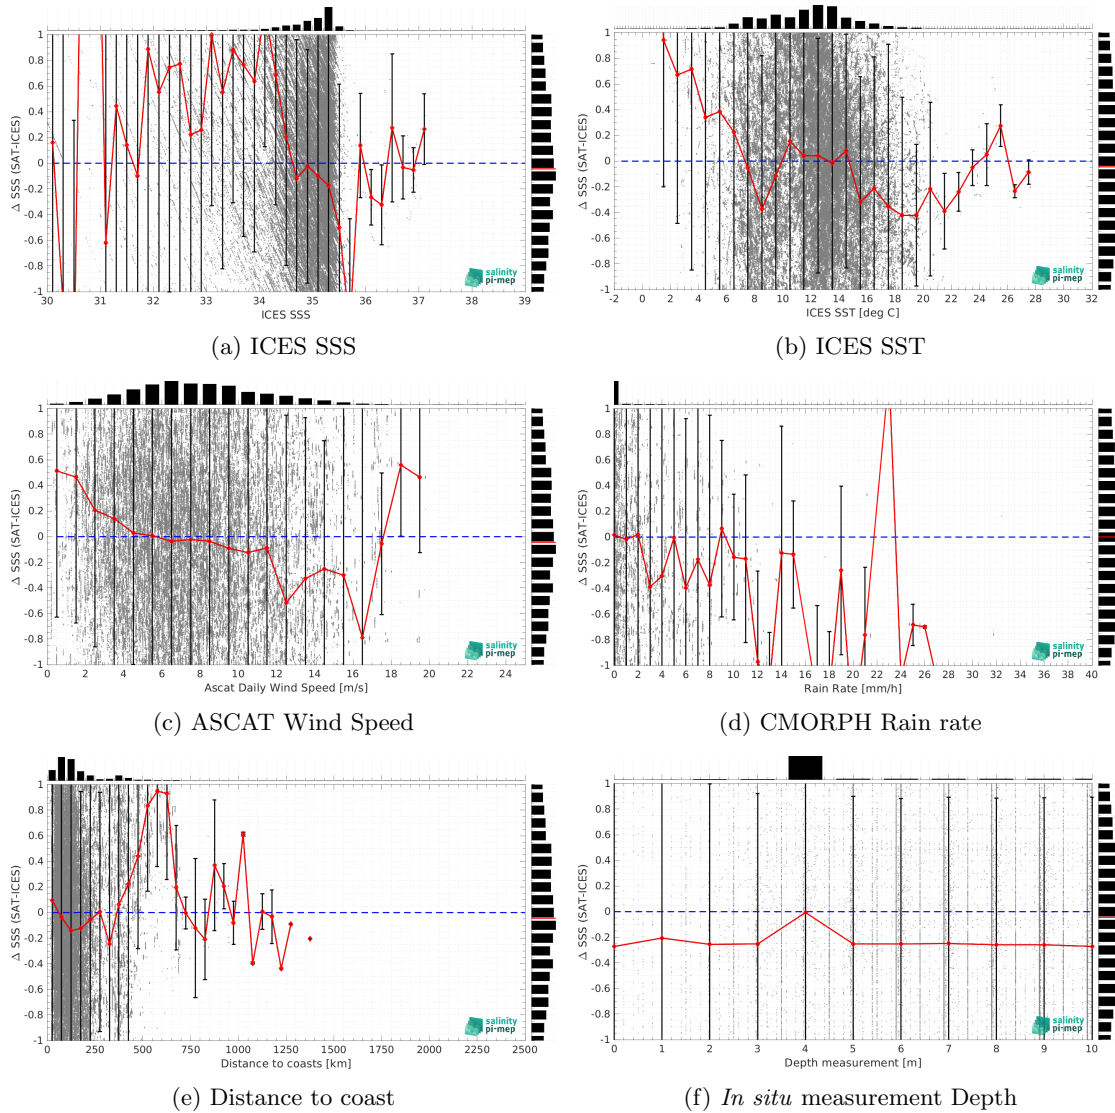 1
0.8
0.6
0.4
0.2
0
-0.2
-0.4
-0.6
-0.8
-1
Δ SSS (SAT-ICES)
30 31 32 33 34 35 36 37 38 39
ICES SSS
salinity
pi-mep
(a) ICES SSS
1
0.8
0.6
0.4
0.2
0
-0.2
-0.4
-0.6
-0.8
-1
Δ SSS (SAT-ICES)
-2 0 2 4 6 8 10 12 14 16 18 20 22 24 26 28 30 32
ICES SST [deg C]
salinity
pi-mep
(b) ICES SST
1
0.8
0.6
0.4
0.2
0
-0.2
-0.4
-0.6
-0.8
-1
Δ SSS (SAT-ICES)
0 2 4 6 8 10 12 14 16 18 20 22 24
Ascat Daily Wind Speed [m/s]
salinity
pi-mep
(c) ASCAT Wind Speed
1
0.8
0.6
0.4
0.2
0
-0.2
-0.4
-0.6
-0.8
-1
Δ SSS (SAT-ICES)
0 2 4 6 8 10 12 14 16 18 20 22 24 26 28 30 32 34 36 38 40
Rain Rate [mm/h]
salinity
pi-mep
(d) CMORPH Rain rate
1
0.8
0.6
0.4
0.2
0
-0.2
-0.4
-0.6
-0.8
-1
Δ SSS (SAT-ICES)
0 250 500 750 1000 1250 1500 1750 2000 2250 2500
Distance to coasts [km]
salinity
pi-mep
(e) Distance to coast
1
0.8
0.6
0.4
0.2
0
-0.2
-0.4
-0.6
-0.8
-1
Δ SSS (SAT-ICES)
0 1 2 3 4 5 6 7 8 9 10
Depth measurement [m]
salinity
pi-mep
(f) In situ measurement Depth